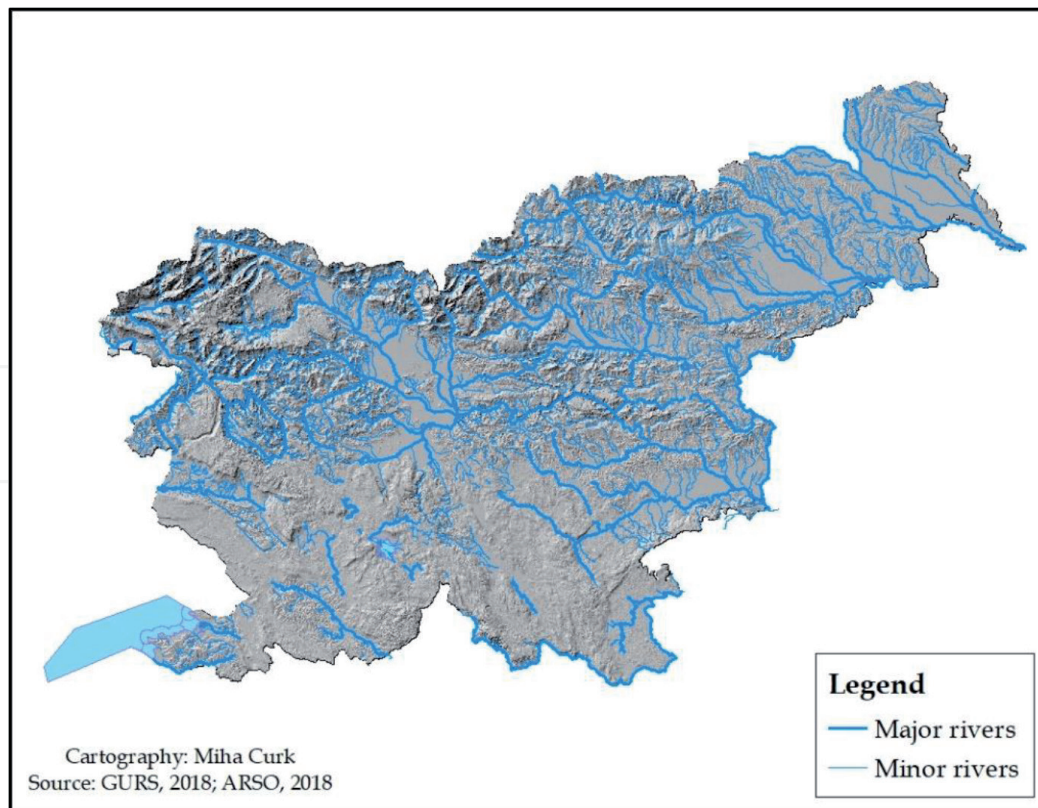 Legend
Major rivers
Minor rivers
Cartography: Miha Curk
Source: GURS, 2018; ARSO, 2018